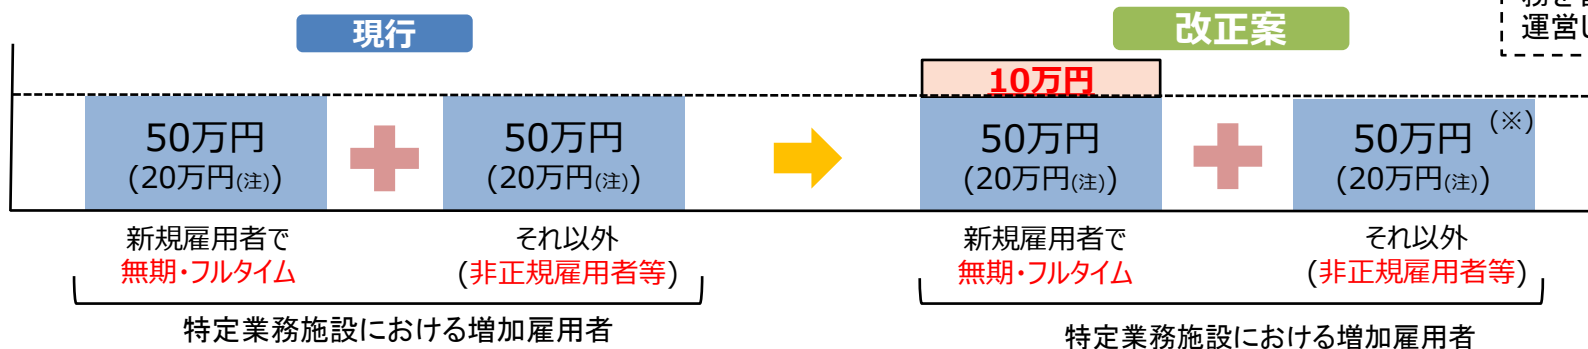 現行
50万円
(20万円(注))
50万円
(20万円(注))
新規雇用者で
無期・フルタイム
それ以外
(非正規雇用者等)
特定業務施設における増加雇用者
改正案
10万円
50万円
(20万円(注))
50万円(※)
(20万円(注))
新規雇用者で
無期・フルタイム
それ以外
(非正規雇用者等)
特定業務施設における増加雇用者
運営